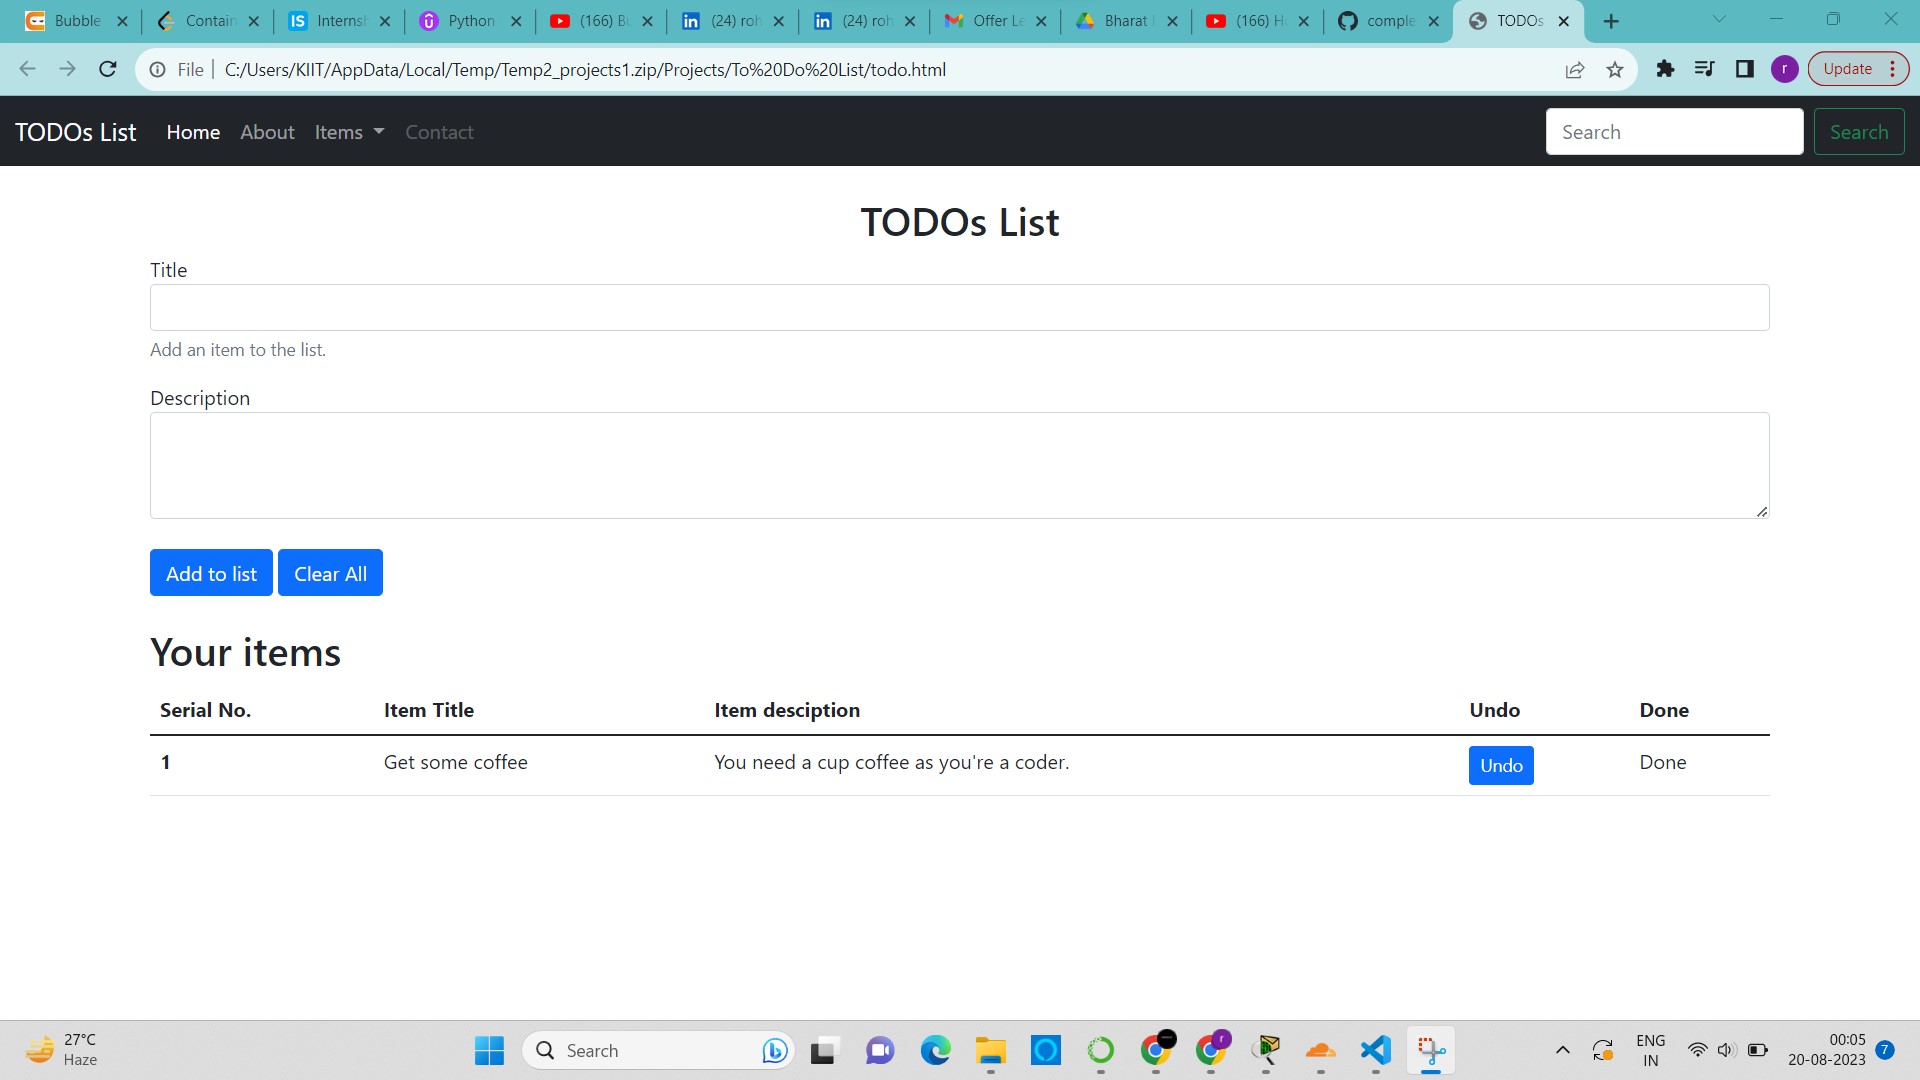 Bubble
Contain
Internsh
Python
(166) Bu
(24) roh
(24) roh
Offer Le
Bharat
(166) H
comple
TODOs
File C:/Users/KIIT/AppData/Local/Temp/Temp2_projects1.zip/Projects/To%20Do%20List/todo.html
Update
TODOs List Home About Items Contact Search Search
TODOs List
Title
Add an item to the list.
Description
Add to list Clear All
Your items
Serial No. Item Title Item desciption Undo Done
1 Get some coffee You need a cup coffee as you're a coder. Undo Done
27°C
Haze
Search
ENG
IN
00:05
20-08-2023
7